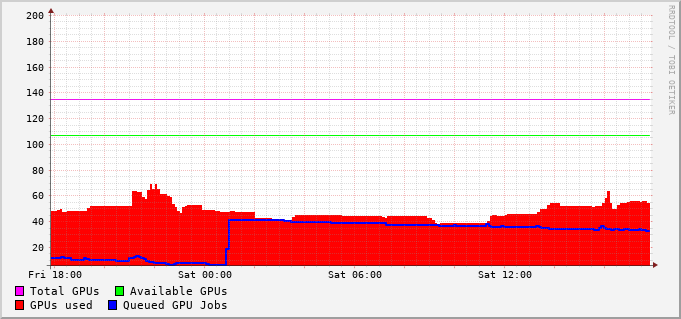 200
180
160
140
120
100
80
60
40
20
Fri 18:00 Sat 00:00 Sat 06:00 Sat 12:00
Total GPUs Available GPUs
GPUs used Queued GPU Jobs
RRDTOOL / TOBI OETIKER